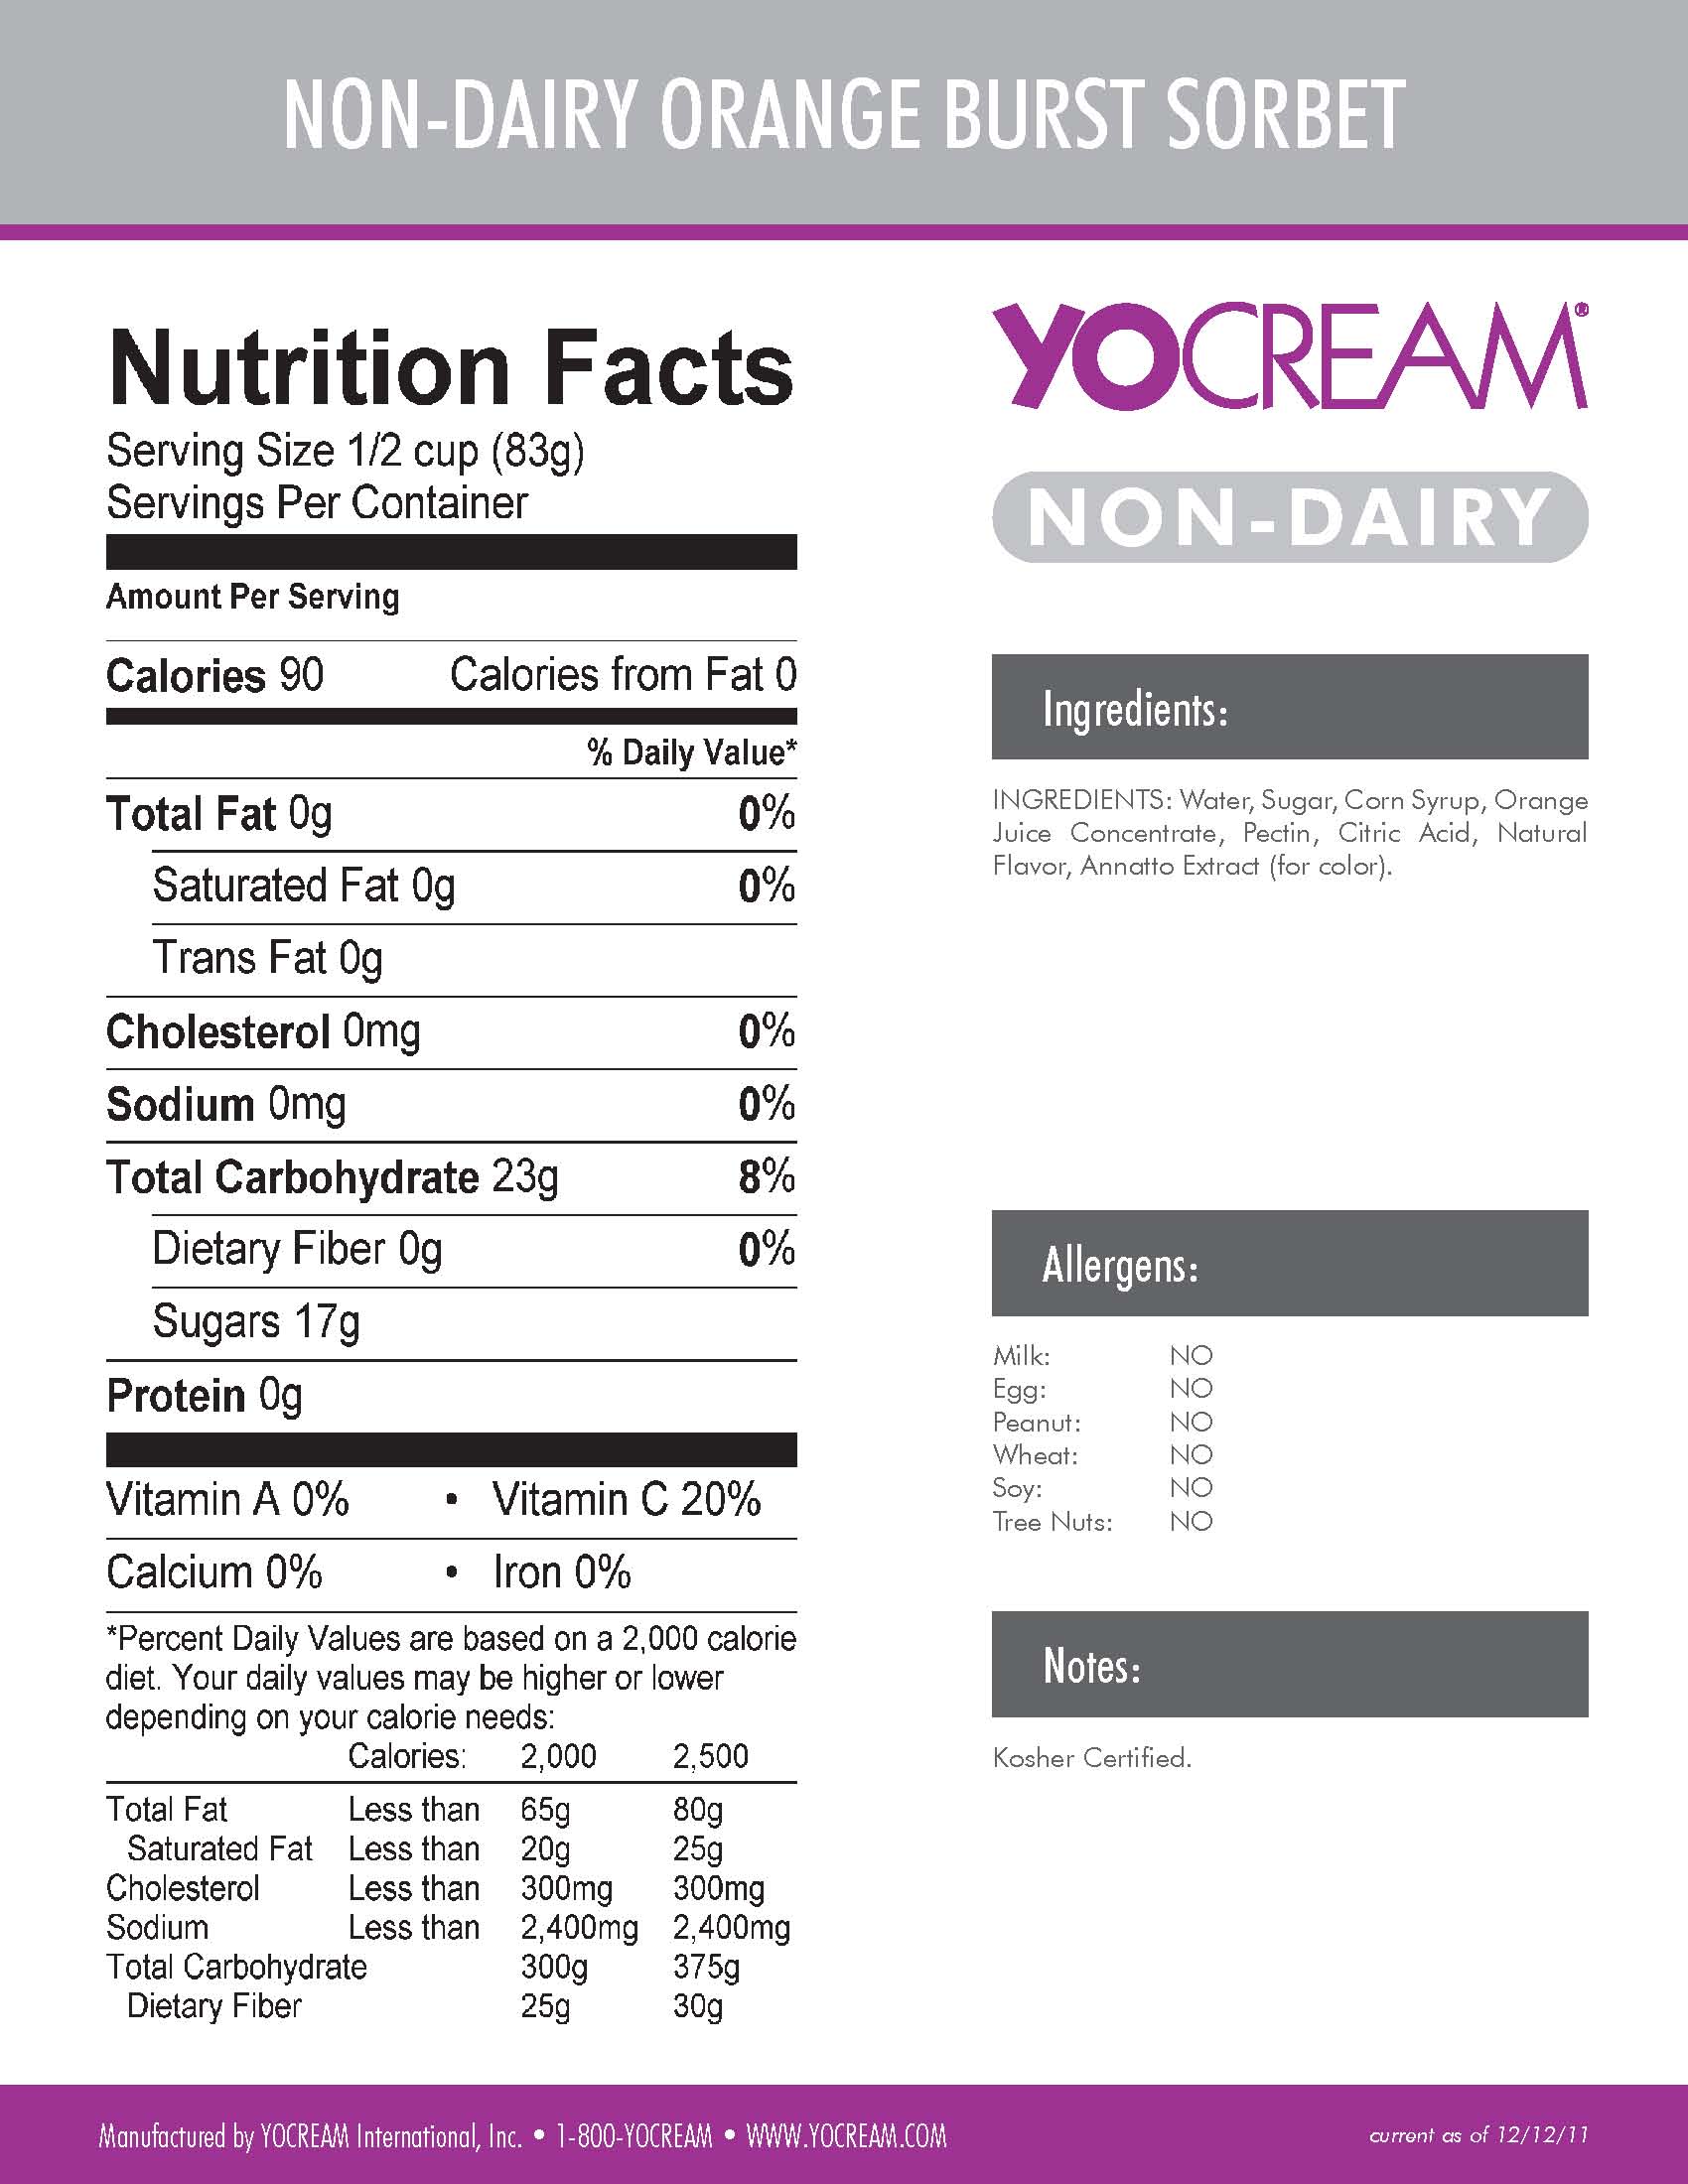 NON-DAIRY ORANGE BURST SORBET
Nutrition Facts
Serving Size 1/2 cup (83g)
Servings Per Container
Amount Per Serving
Calories 90 Calories from Fat 0
% Daily Value*
Total Fat 0g 0%
Saturated Fat 0g 0%
Trans Fat 0g
Cholesterol 0mg 0%
Sodium 0mg 0%
Total Carbohydrate 23g 8%
Dietary Fiber 0g 0%
Sugars 17g
Protein 0g
Vitamin A 0% • Vitamin C 20%
Calcium 0% • Iron 0%
*Percent Daily Values are based on a 2,000 calorie
diet. Your daily values may be higher or lower
depending on your calorie needs:
Calories: 2,000 2,500
Total Fat Less than 65g 80g
Saturated Fat Less than 20g 25g
Cholesterol Less than 300mg 300mg
Sodium Less than 2,400mg 2,400mg
Total Carbohydrate 300g 375g
Dietary Fiber 25g 30g
YOCREAM®
NON-DAIRY
Ingredients:
INGREDIENTS: Water, Sugar, Corn Syrup, Orange
Juice Concentrate, Pectin, Citric Acid, Natural
Flavor, Annatto Extract (for color).
Allergens:
Milk: NO
Egg: NO
Peanut: NO
Wheat: NO
Soy: NO
Tree Nuts: NO
Notes:
Kosher Certified.
Manufactured by YOCREAM International, Inc. • 1-800-YOCREAM • WWW.YOCREAM.COM
current as of 12/12/11